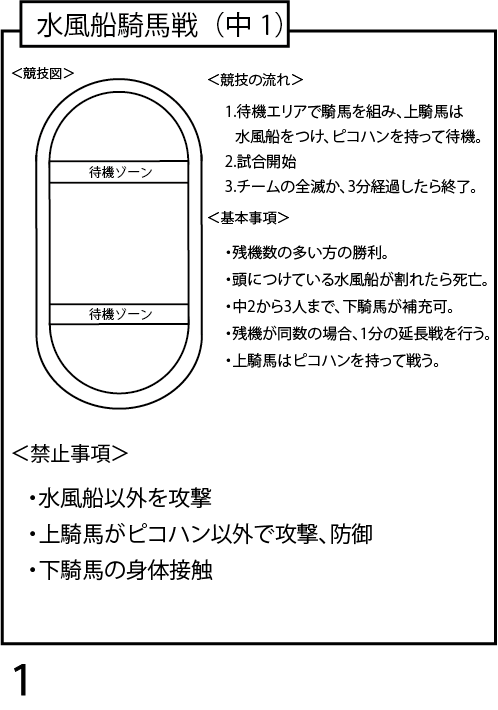 水風船騎馬戦（中1）
＜競技図＞
待機ゾーン
待機ゾーン
＜競技の流れ＞
1.待機エリアで騎馬を組み、上騎馬は
水風船をつけ、ピコハンを持って待機。
2.試合開始
3.チームの全滅か、3分経過したら終了。
＜基本事項＞
・残機数の多い方の勝利。
・頭につけている水風船が割れたら死亡。
・中2から3人まで、下騎馬が補充可。
・残機が同数の場合、1分の延長戦を行う。
・上騎馬はピコハンを持って戦う。
＜禁止事項＞
・水風船以外を攻撃
・上騎馬がピコハン以外で攻撃、防御
・下騎馬の身体接触
1